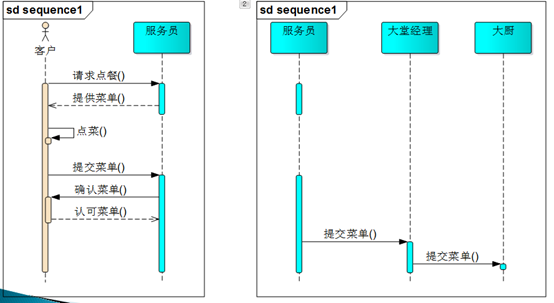 sd sequence1
客户
服务员
请求点餐()
提供菜单()
点菜()
提交菜单()
确认菜单()
认可菜单()
2
sd sequence1
服务员
大堂经理
大厨
提交菜单()
提交菜单()